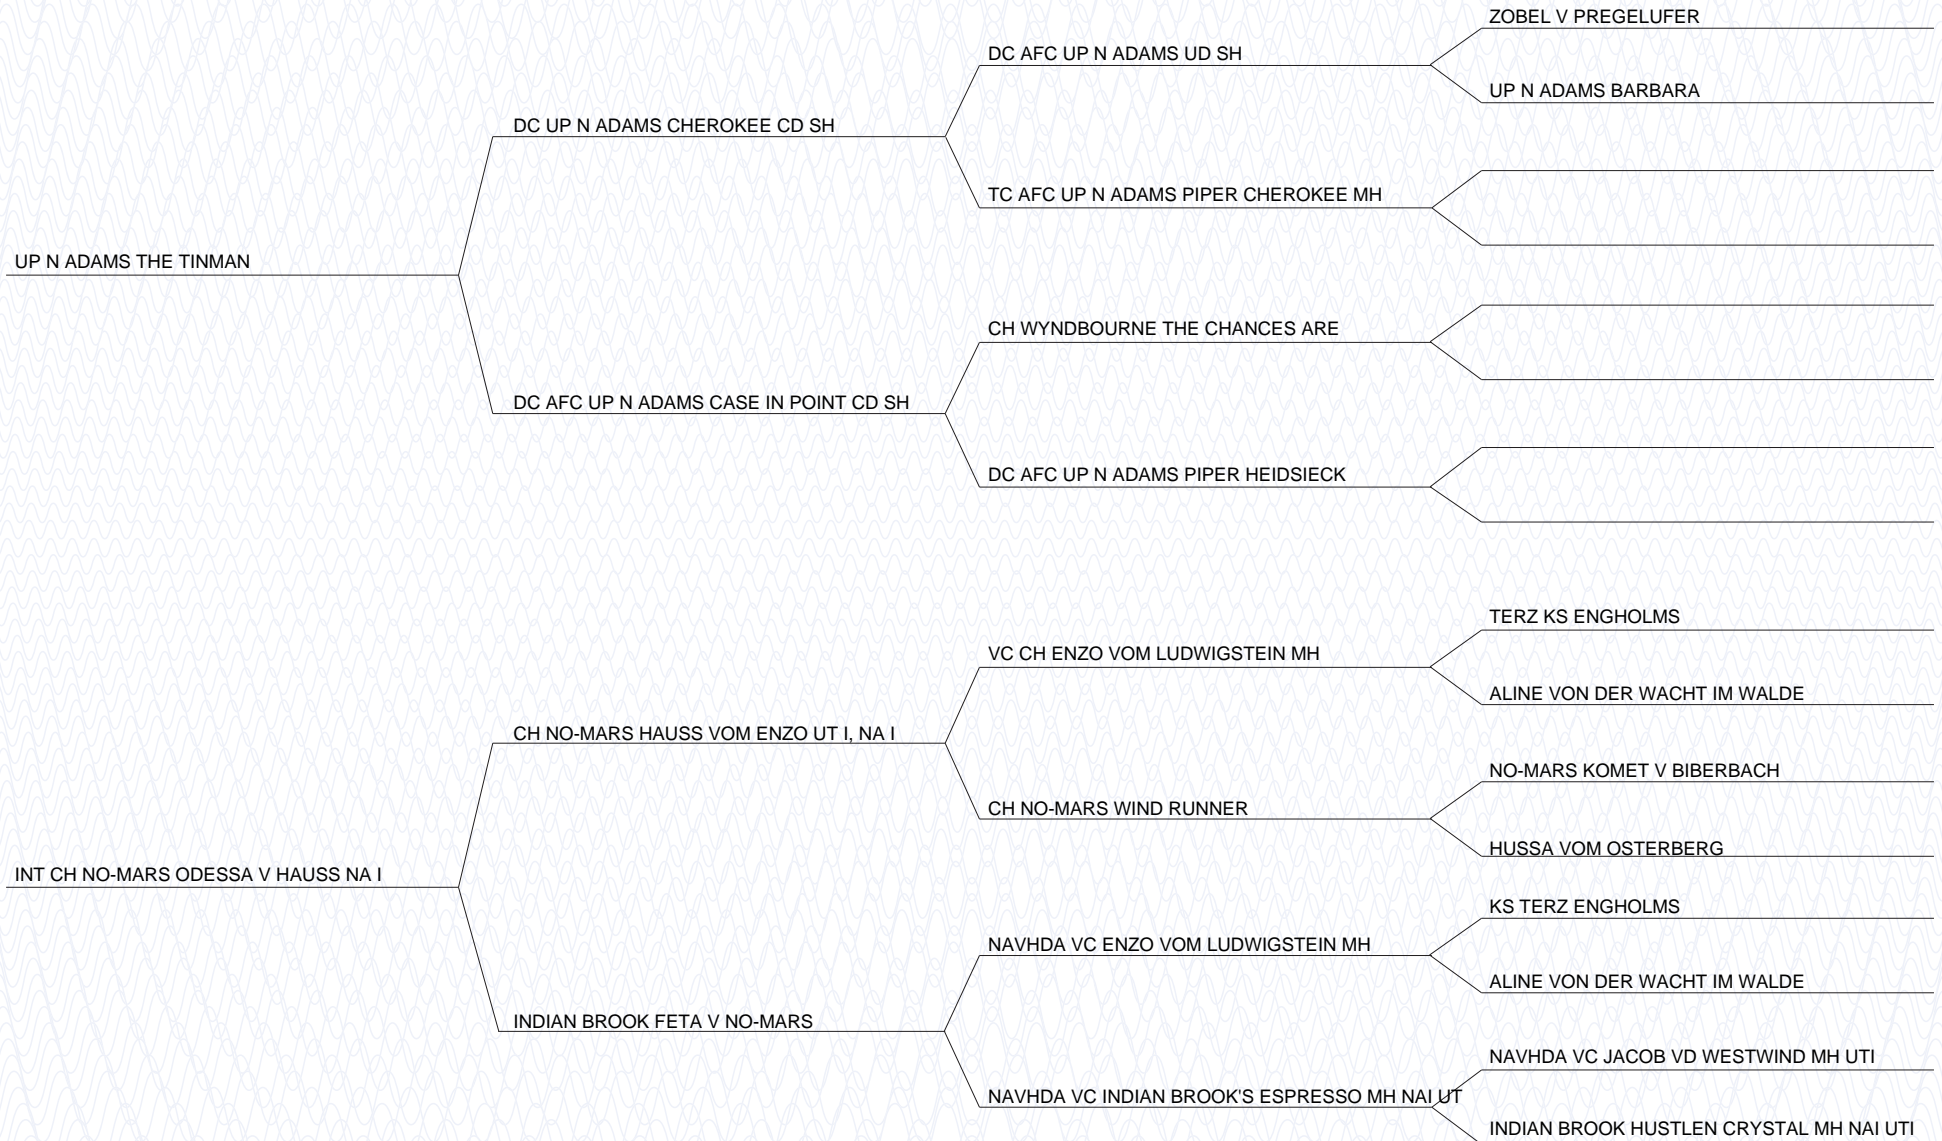 ZOBEL V PREGELUFER
DC AFC UP N ADAMS UD SH
UP N ADAMS BARBARA
DC UP N ADAMS CHEROKEE CD SH
TC AFC UP N ADAMS PIPER CHEROKEE MH
UP N ADAMS THE TINMAN
CH WYNDBOURNE THE CHANCES ARE
DC AFC UP N ADAMS CASE IN POINT CD SH
DC AFC UP N ADAMS PIPER HEIDSIECK
TERZ KS ENGHOLMS
VC CH ENZO VOM LUDWIGSTEIN MH
ALINE VON DER WACHT IM WALDE
CH NO-MARS HAUSS VOM ENZO UT I, NA I
NO-MARS KOMET V BIBERBACH
CH NO-MARS WIND RUNNER
HUSSA VOM OSTERBERG
INT CH NO-MARS ODESSA V HAUSS NA I
KS TERZ ENGHOLMS
NAVHDA VC ENZO VOM LUDWIGSTEIN MH
ALINE VON DER WACHT IM WALDE
INDIAN BROOK FETA V NO-MARS
NAVHDA VC JACOB VD WESTWIND MH UTI
NAVHDA VC INDIAN BROOK'S ESPRESSO MH NAI UT
INDIAN BROOK HUSTLEN CRYSTAL MH NAI UTI